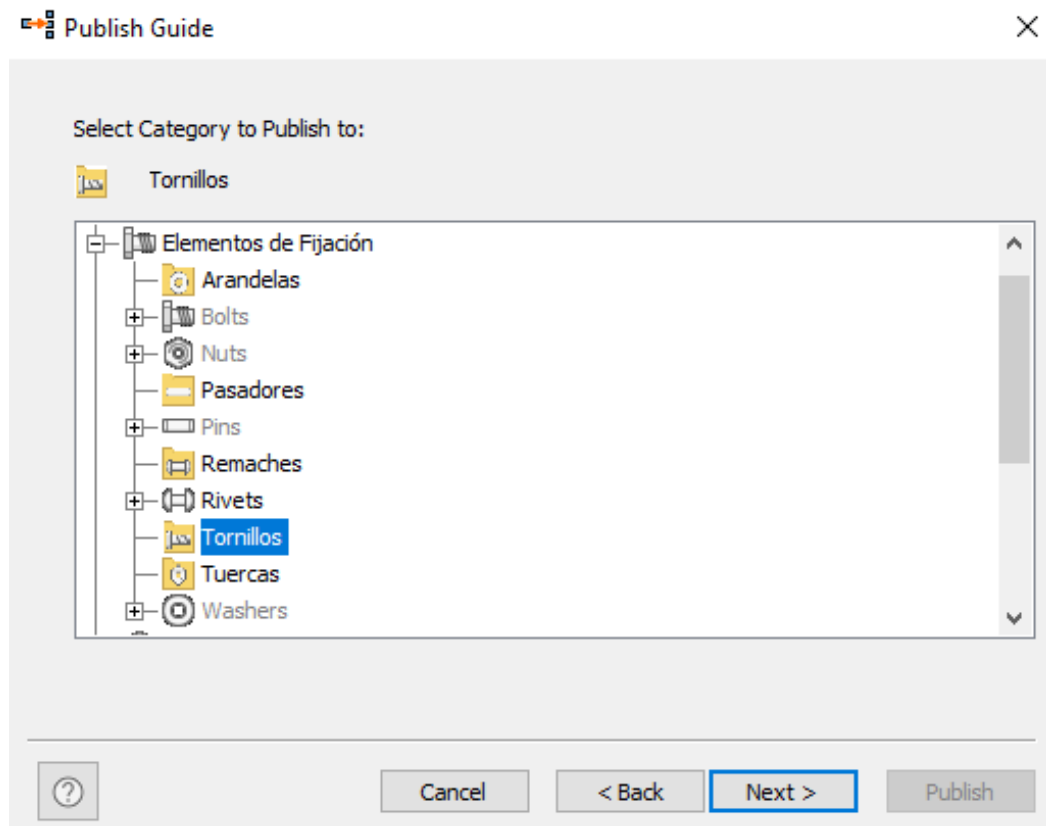 Publish Guide
Select Category to Publish to:
Tornillos
Elementos de Fijación
Arandelas
Bolts
Nuts
Pasadores
Pins
Remaches
Rivets
Tornillos
Tuercas
Washers
? Cancel < Back Next > Publish